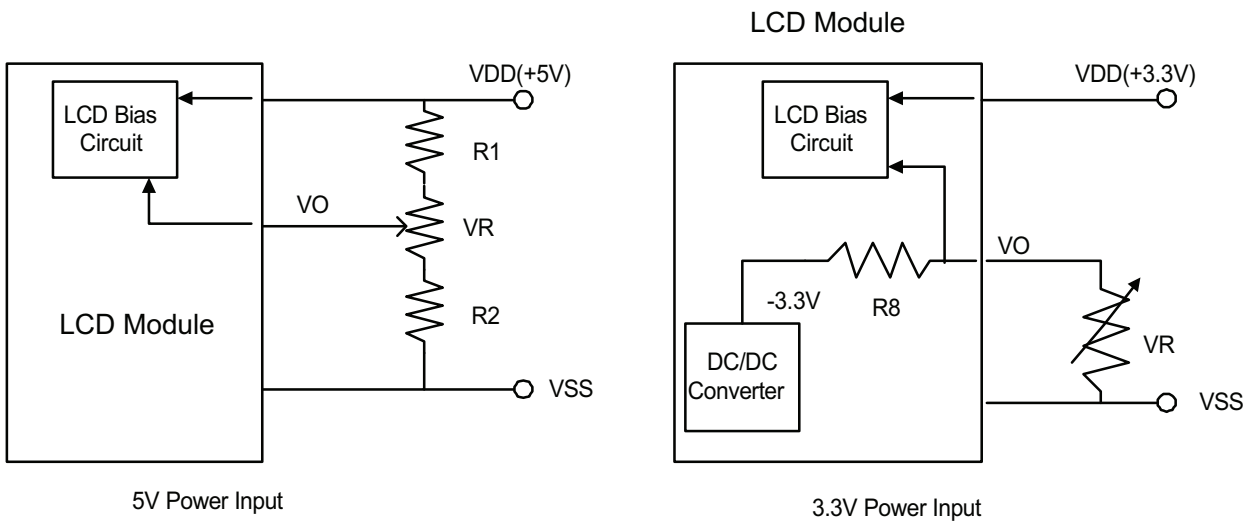 VDD(+5V)
LCD Bias
Circuit
R1
VO
VR
LCD Module
R2
VSS
5V Power Input
LCD Module
VDD(+3.3V)
LCD Bias
Circuit
VO
-3.3V
R8
VR
DC/DC
Converter
VSS
3.3V Power Input